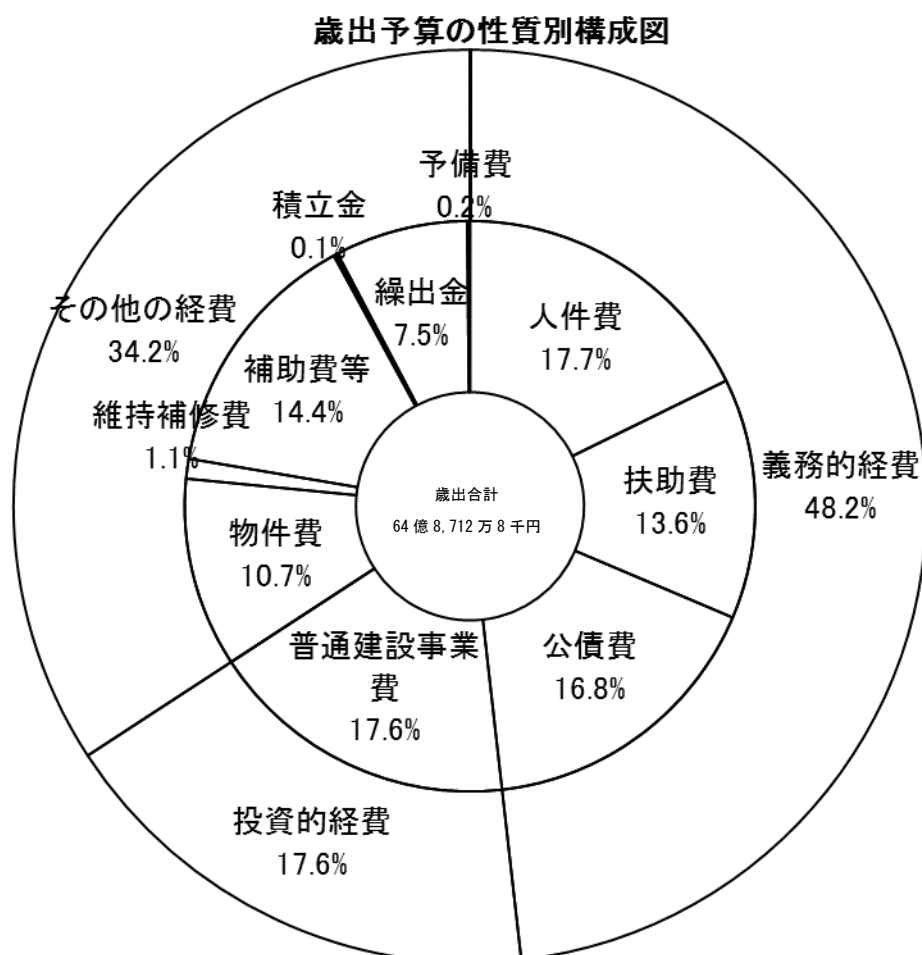 歳出予算の性質別構成図
予備費
0.2%
積立金
0.1%
繰出金
7.5%
人件費
17.7%
その他の経費
34.2%
補助費等
14.4%
維持補修費
1.1%
義務的経費
48.2%
扶助費
13.6%
歳出合計
64億8,712万8千円
物件費
10.7%
普通建設事業
費
17.6%
公債費
16.8%
投資的経費
17.6%